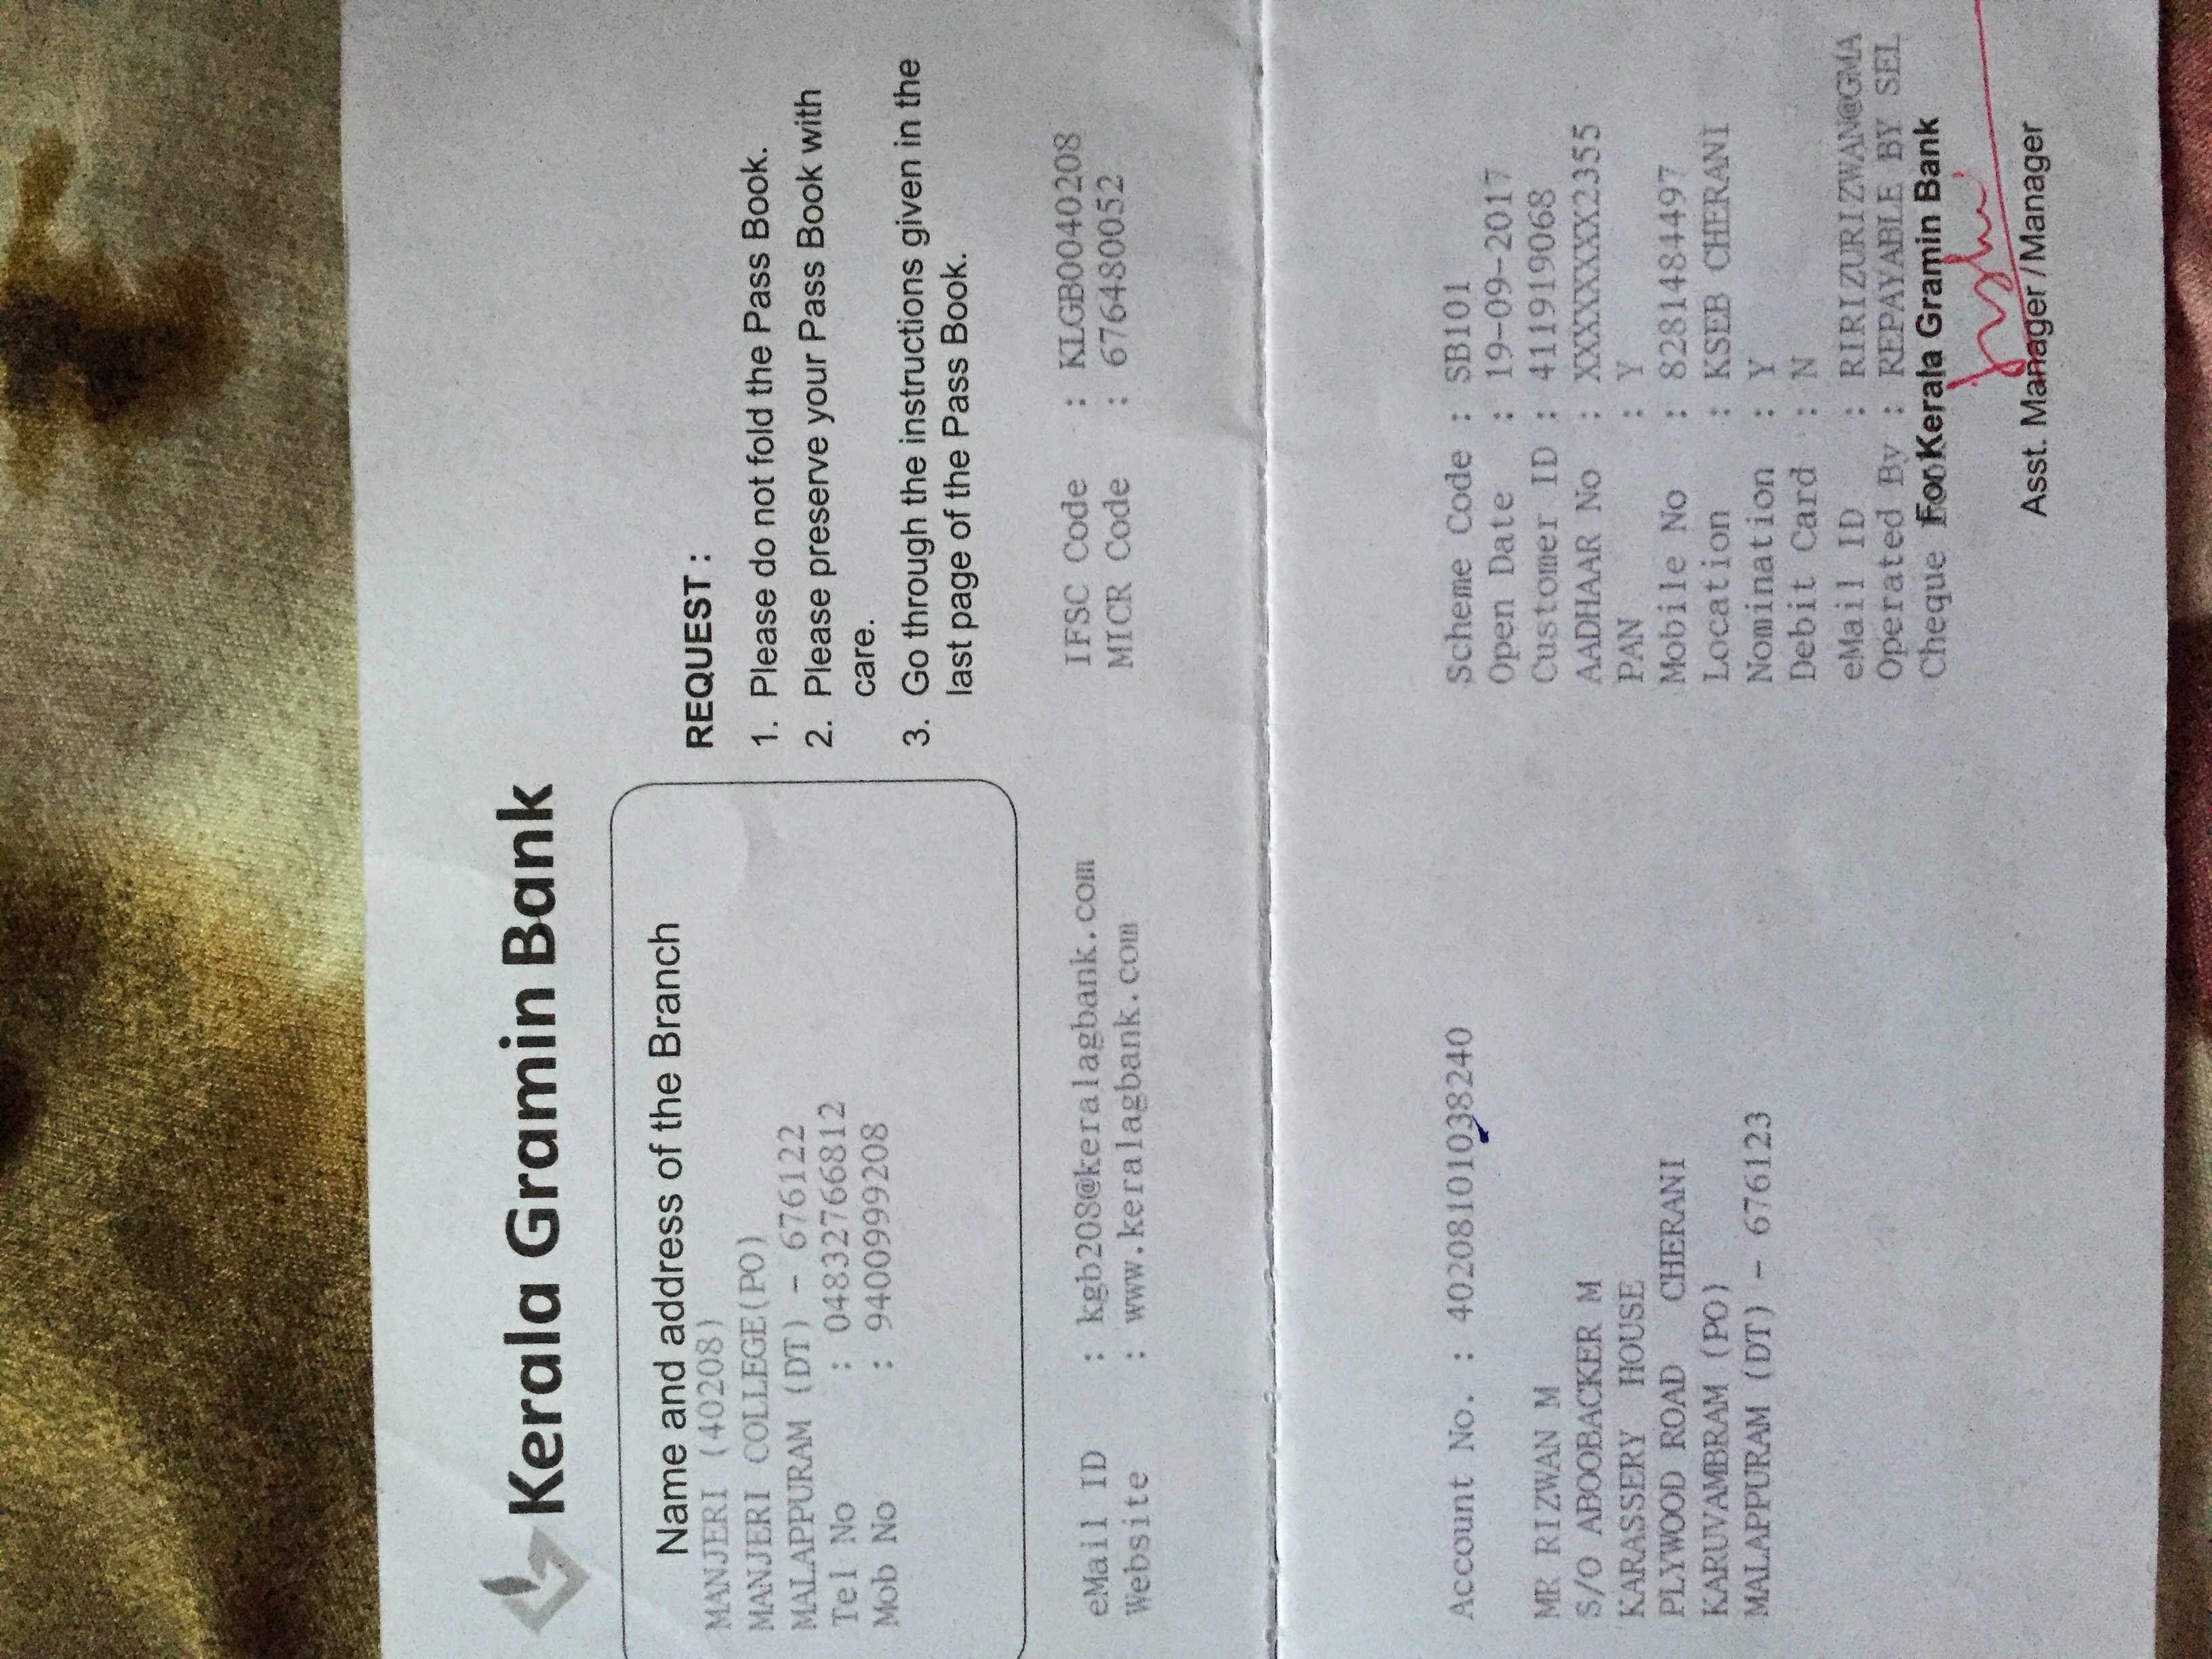 Kerala Gramin Bank
Name and address of the Branch
MANJERI (40208)
MANJERI COLLEGE(PO)
MALAPPURAM (DT) - 676122
Tel No : 04832766812
Mob No : 9400999208
REQUEST :
1. Please do not fold the Pass Book.
2. Please preserve your Pass Book with
care.
3. Go through the instructions given in the
last page of the Pass Book.
eMail ID : kgb208@keralagbank.com
Website : www.keralagbank.com
IFSC Code : KLGB0040208
MICR Code : 676480052
Account No. : 40208101038240
MR RIZWAN M
S/O ABOOBACKER M
KARASSERY HOUSE
PLYWOOD ROAD CHERANI
KARUVAMBRAM (PO)
MALAPPURAM (DT) - 676123
Scheme Code : SB101
Open Date : 19-09-2017
Customer ID : 411919068
AADHAAR No : XXXXXXXX2355
PAN : Y
Mobile No : 8281484497
Location : KSEB CHERANI
Nomination : Y
Debit Card : N
eMail ID : RIRIZURIZWAN@GMA
Operated By : REPAYABLE BY SEL
Cheque Book
For Kerala Gramin Bank
Asst. Manager / Manager